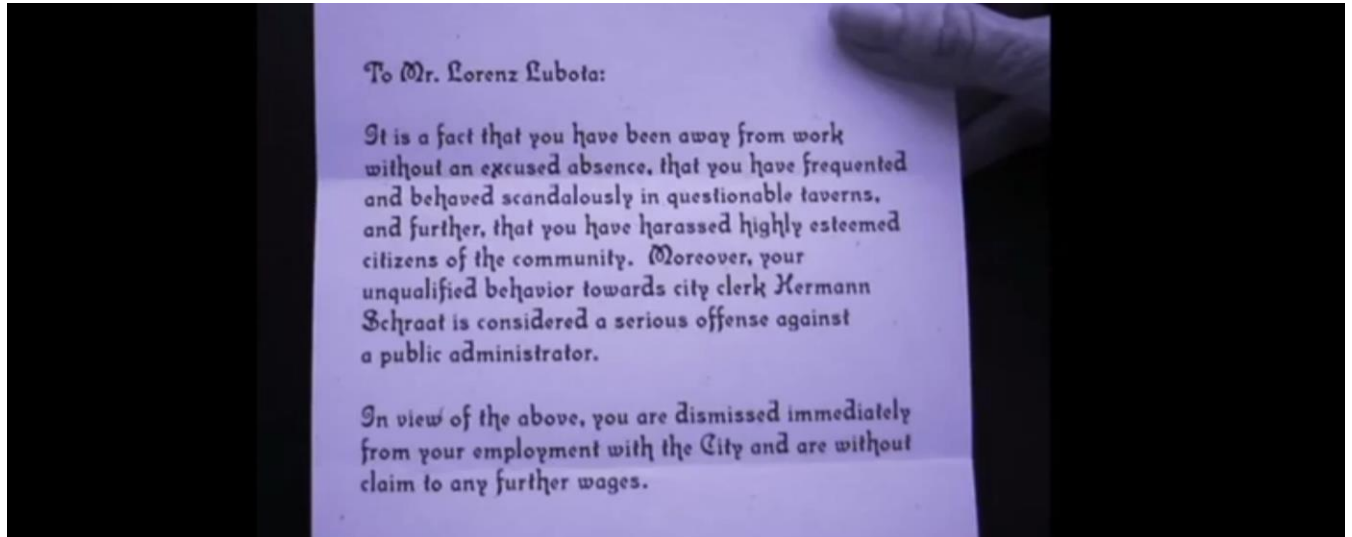 To Mr. Lorenz Lubota:
It is a fact that you have been away from work
without an excused absence, that you have frequented
and behaved scandalously in questionable taverns,
and further, that you have harassed highly esteemed
citizens of the community. Moreover, your
unqualified behavior towards city clerk Hermann
Schraat is considered a serious offense against
a public administrator.
In view of the above, you are dismissed immediately
from your employment with the City and are without
claim to any further wages.